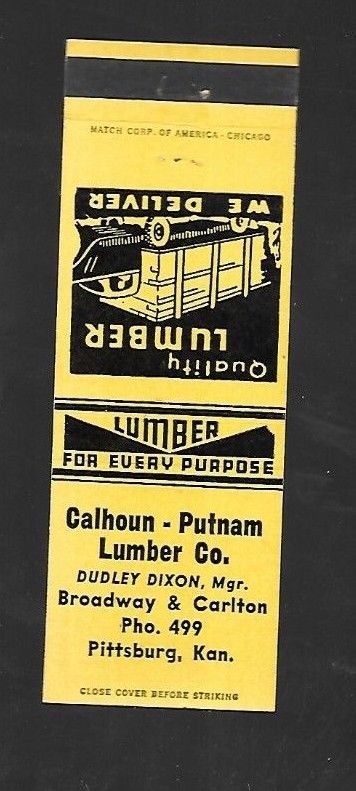 MATCH CORP. OF AMERICA - CHICAGO
Quality
LUMBER
WE DELIVER
LUMBER
FOR EVERY PURPOSE
Calhoun - Putnam
Lumber Co.
DUDLEY DIXON, Mgr.
Broadway & Carlton
Pho. 499
Pittsburg, Kan.
CLOSE COVER BEFORE STRIKING